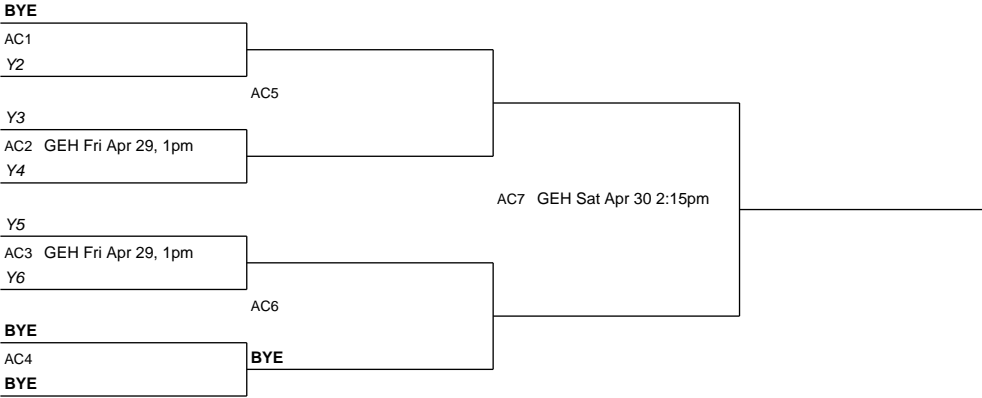 BYE
AC1
Y2
AC5
Y3
AC2 GEH Fri Apr 29, 1pm
Y4
AC7 GEH Sat Apr 30 2:15pm
Y5
AC3 GEH Fri Apr 29, 1pm
Y6
AC6
BYE
AC4
BYE
BYE